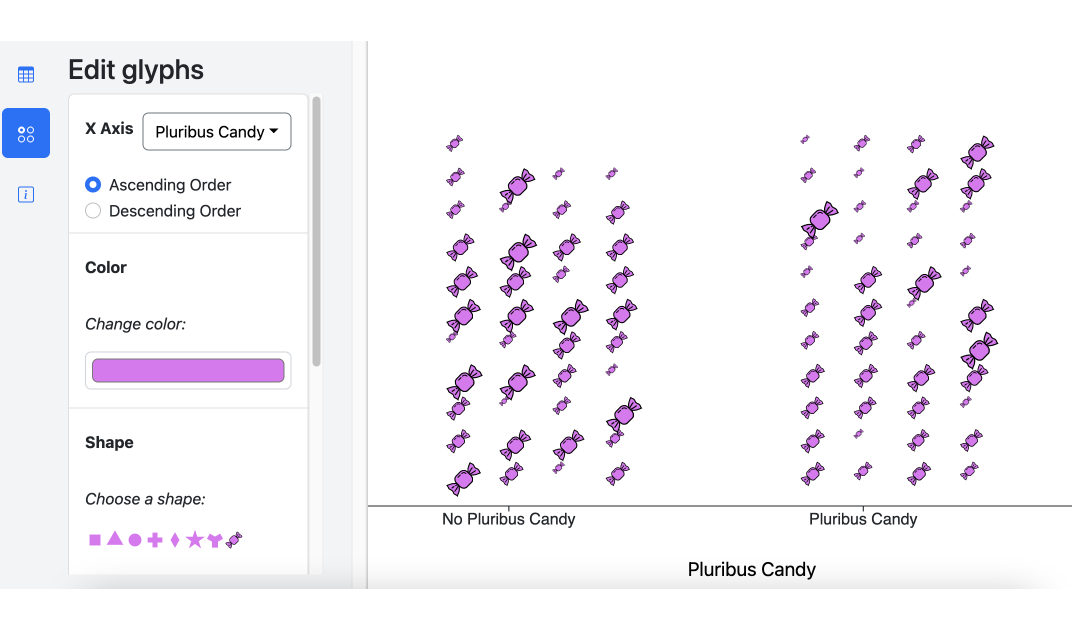 Edit glyphs
X Axis
Pluribus Candy
Ascending Order
Descending Order
Color
Change color:
Shape
Choose a shape:
i
No Pluribus Candy
Pluribus Candy
Pluribus Candy